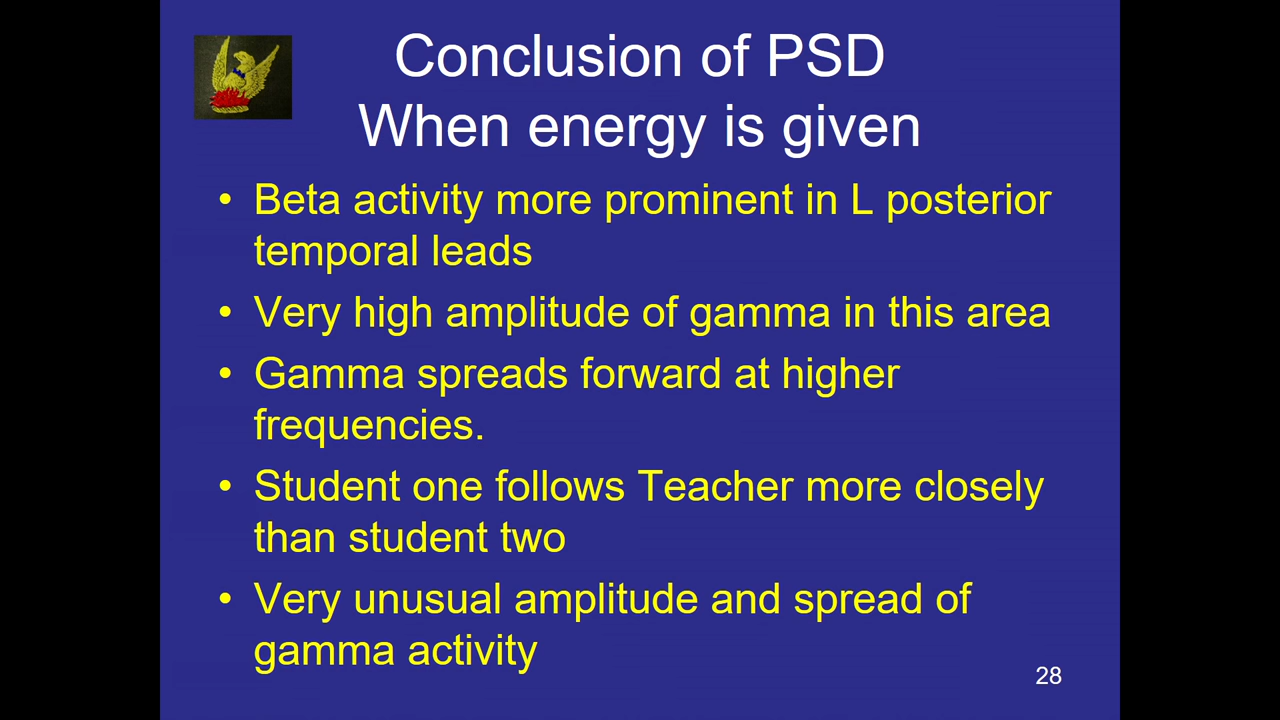 Conclusion of PSD
When energy is given
• Beta activity more prominent in L posterior
temporal leads
• Very high amplitude of gamma in this area
• Gamma spreads forward at higher
frequencies.
• Student one follows Teacher more closely
than student two
• Very unusual amplitude and spread of
gamma activity
28